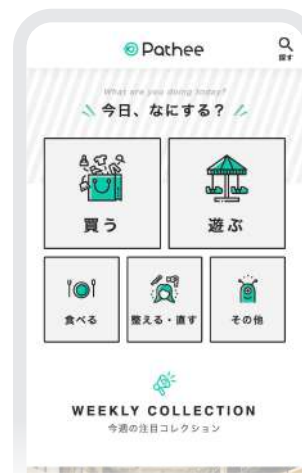 Pathee
探す
What are you doing today?
今日、なにする？
買う
遊ぶ
食べる
整える・直す
その他
WEEKLY COLLECTION
今週の注目コレクション